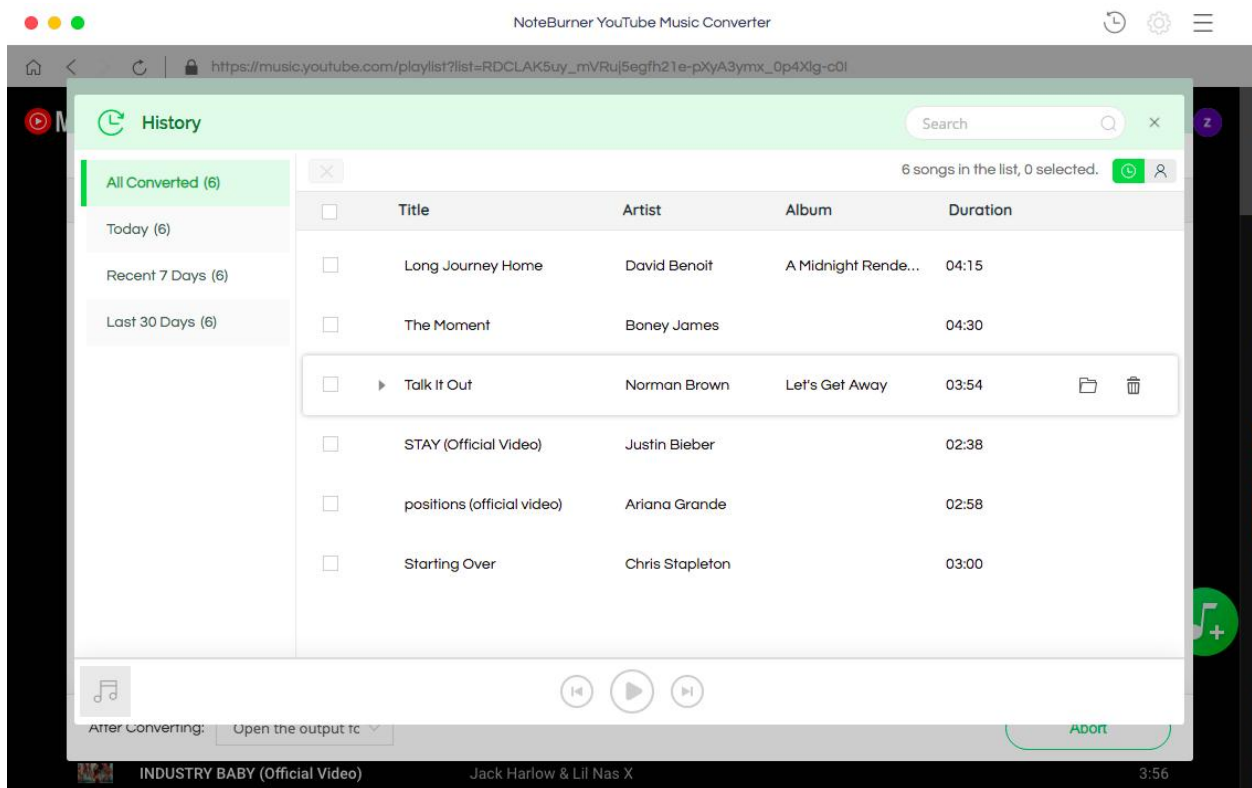 NoteBurner YouTube Music Converter
https://music.youtube.com/playlist?list=RDCLAK5uy_mVRuj5egfh21e-pXyA3ymx_0p4Xlg-c0I
M
History
Search
×
z
All Converted (6)
6 songs in the list, 0 selected.
Title Artist Album Duration
Today (6)
Long Journey Home David Benoit A Midnight Rende... 04:15
Recent 7 Days (6)
Last 30 Days (6)
The Moment Boney James 04:30
Talk It Out Norman Brown Let's Get Away 03:54
STAY (Official Video) Justin Bieber 02:38
positions (official video) Ariana Grande 02:58
Starting Over Chris Stapleton 03:00
After Converting: Open the output fc Abort
INDUSTRY BABY (Official Video) Jack Harlow & Lil Nas X 3:56